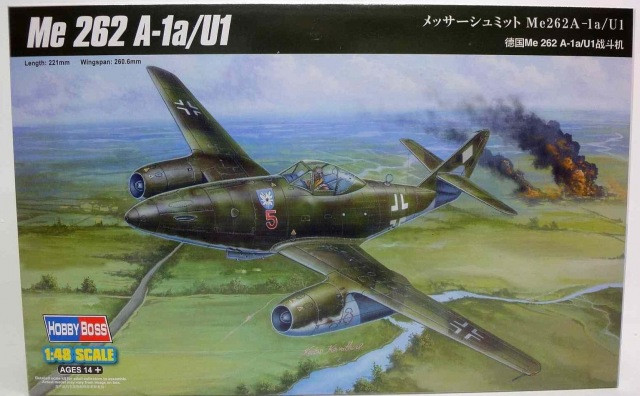 Me 262 A-1a/U1
メッサーシュミット Me262A-1a/U1
德国Me 262 A-1a/U1战斗机
Length: 221mm Wingspan: 260.6mm
5
HOBBY BOSS
1:48 SCALE
AGES 14 +